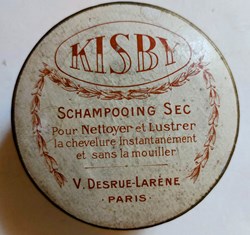 KISBY
SCHAMPOOING SEC
Pour Nettoyer et Lustrer
la chevelure Instantanément
et sans la mouiller
V. DESRUE-LARÈNE
PARIS.